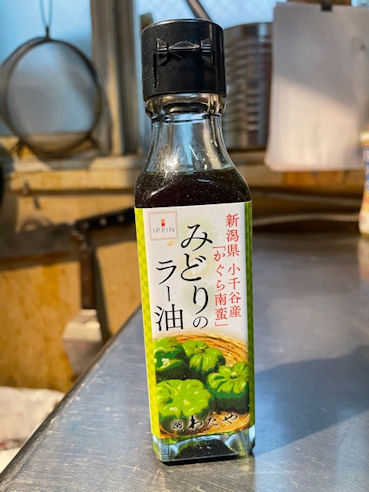 IPPIN
新潟県 小千谷産
「かぐら南蛮」
みどりの
ラー油
わたや